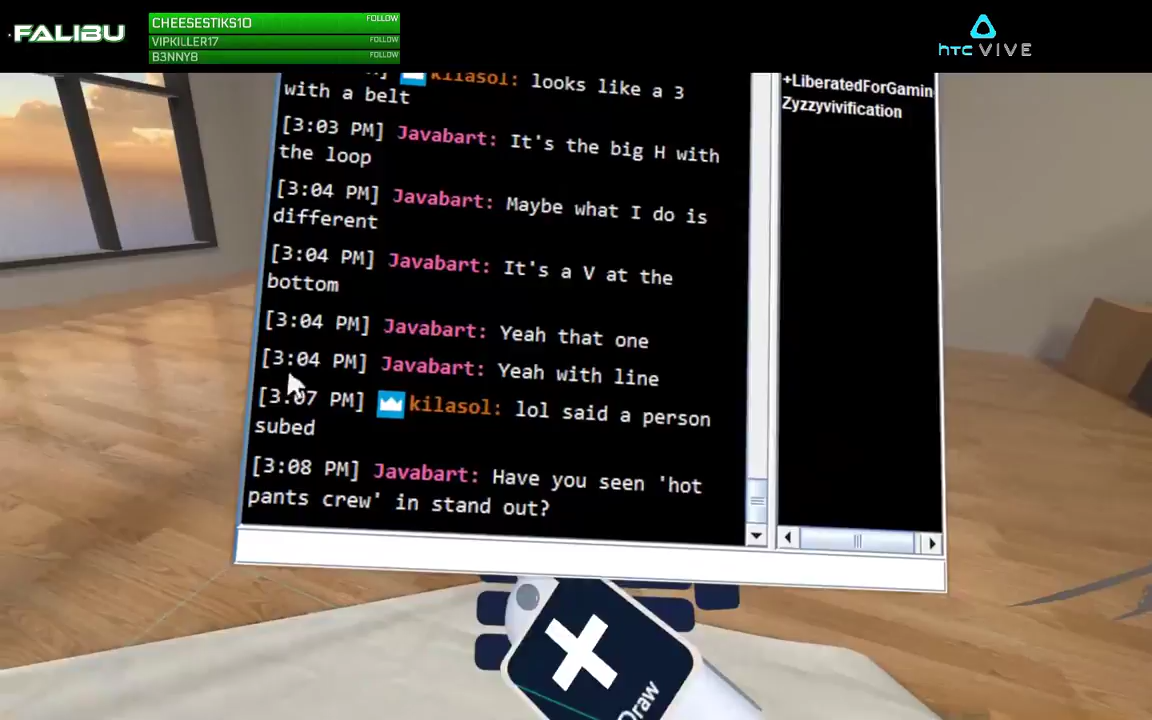 FALIBU
CHEESESTIKS10 FOLLOW
VIPKILLER17 FOLLOW
B3NNY8 FOLLOW
htc VIVE
kilasol: looks like a 3
with a belt
[3:03 PM] Javabart: It's the big H with
the loop
[3:04 PM] Javabart: Maybe what I do is
different
[3:04 PM] Javabart: It's a V at the
bottom
[3:04 PM] Javabart: Yeah that one
[3:04 PM] Javabart: Yeah with line
[3:07 PM] kilasol: lol said a person
subed
[3:08 PM] Javabart: Have you seen 'hot
pants crew' in stand out?
+LiberatedForGamin
Zyzzyvivification
Draw